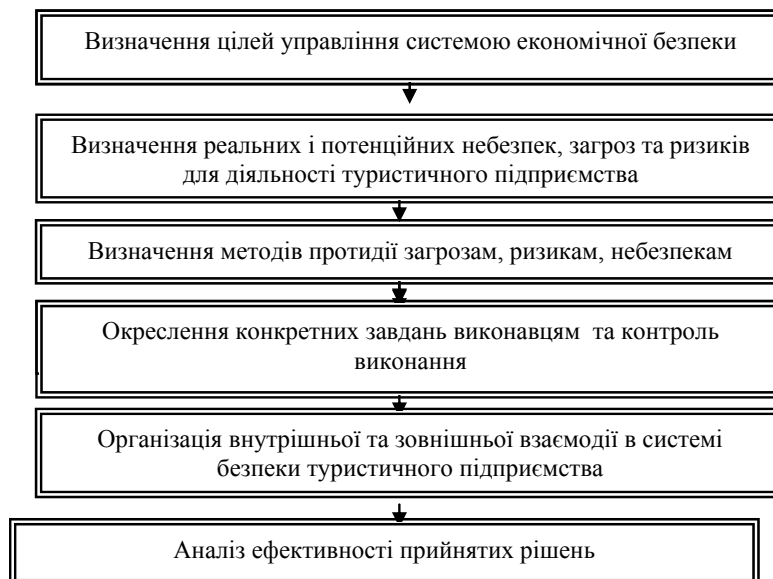 Визначення цілей управління системою економічної безпеки
Визначення реальних і потенційних небезпек, загроз та ризиків
для діяльності туристичного підприємства
Визначення методів протидії загрозам, ризикам, небезпекам
Окреслення конкретних завдань виконавцям та контроль
виконання
Організація внутрішньої та зовнішньої взаємодії в системі
безпеки туристичного підприємства
Аналіз ефективності прийнятих рішень